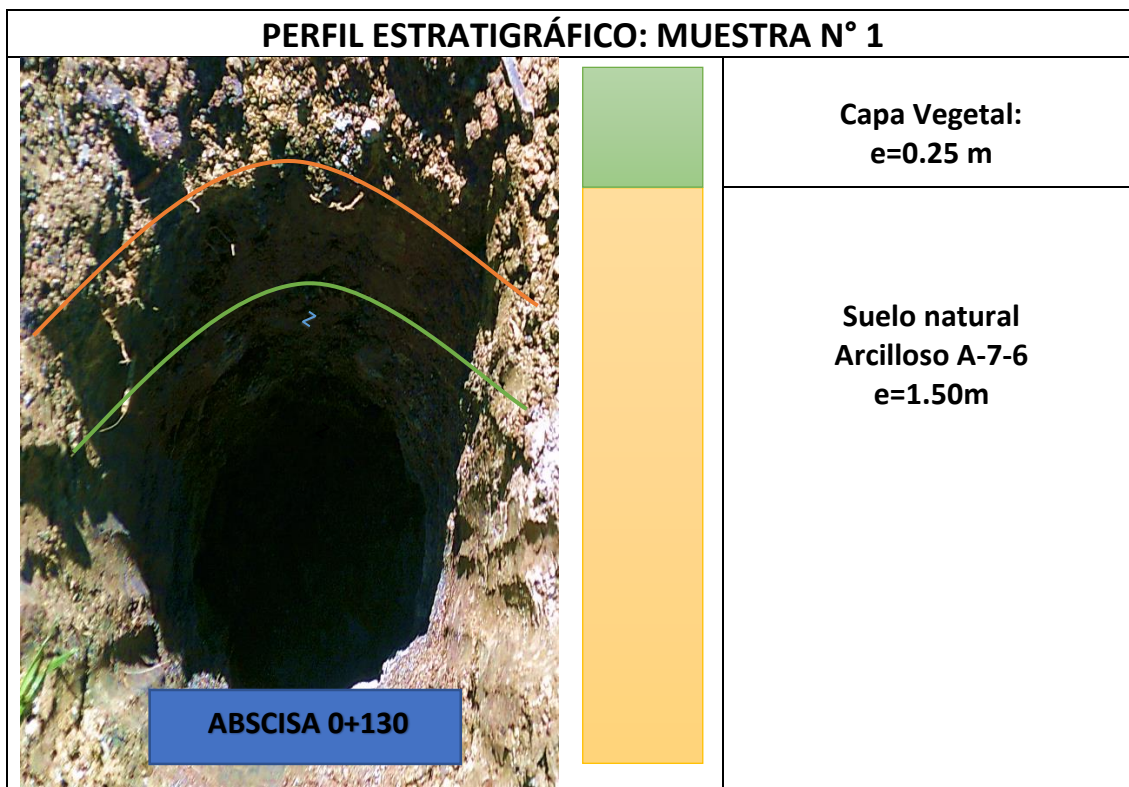 PERFIL ESTRATIGRÁFICO: MUESTRA N° 1
Capa Vegetal:
e=0.25 m
Suelo natural
Arcilloso A-7-6
e=1.50m
ABSCISA 0+130